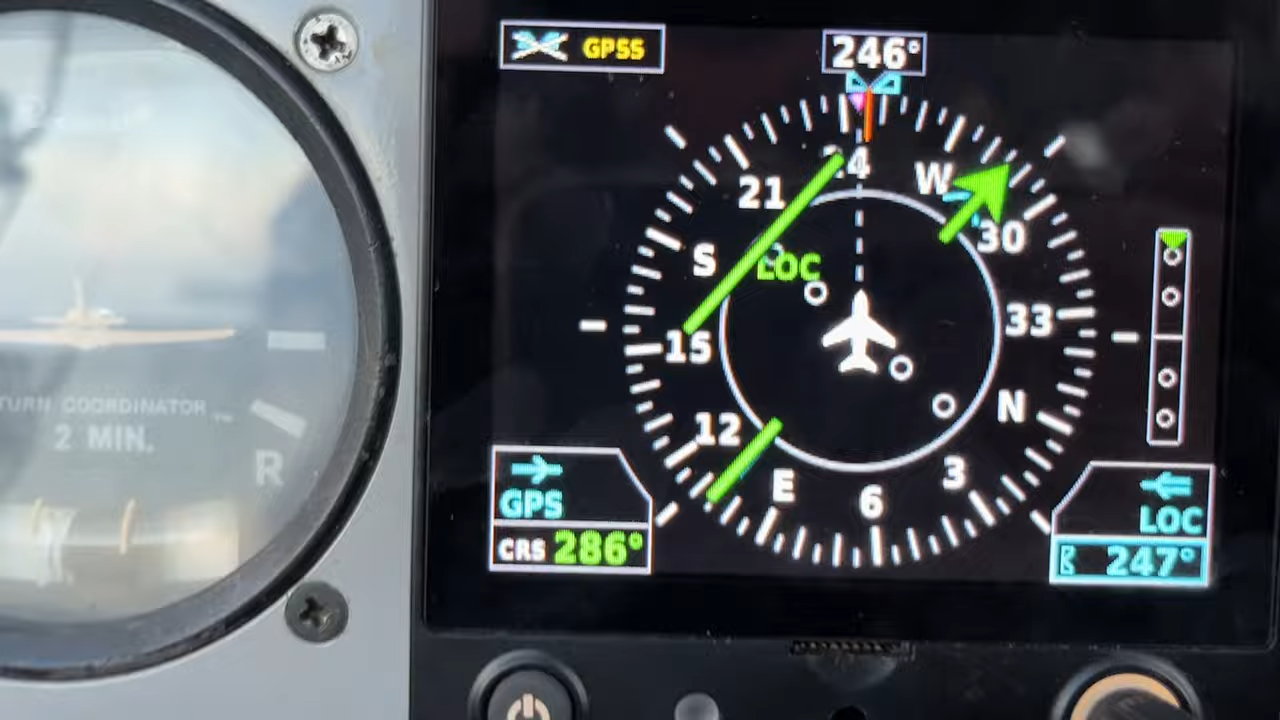 GPSS
246°
24
W
21
30
S
LOC
33
15
TURN COORDINATOR ™
2 MIN.
N
12
R
E
3
6
GPS
LOC
CRS 286°
247°